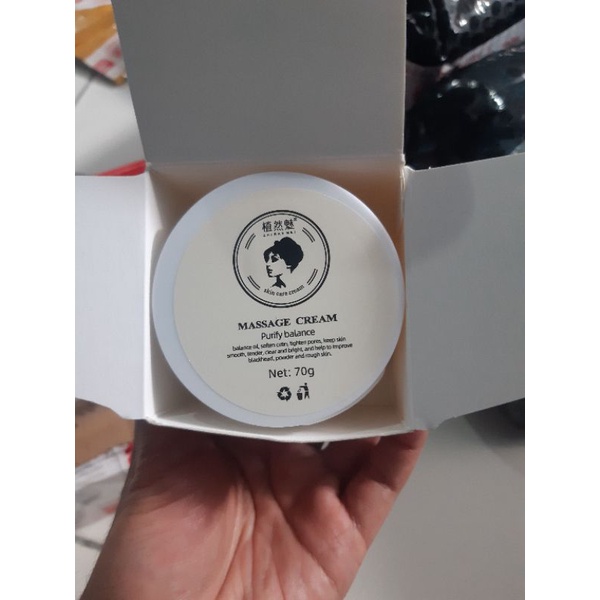 植然魅
skin care cream
MASSAGE CREAM
Purify balance
balance oil, soften cutin, tighten pores, keep skin
smooth, tender, clear and bright, and help to improve
blackhead, powder and rough skin.
Net: 70g